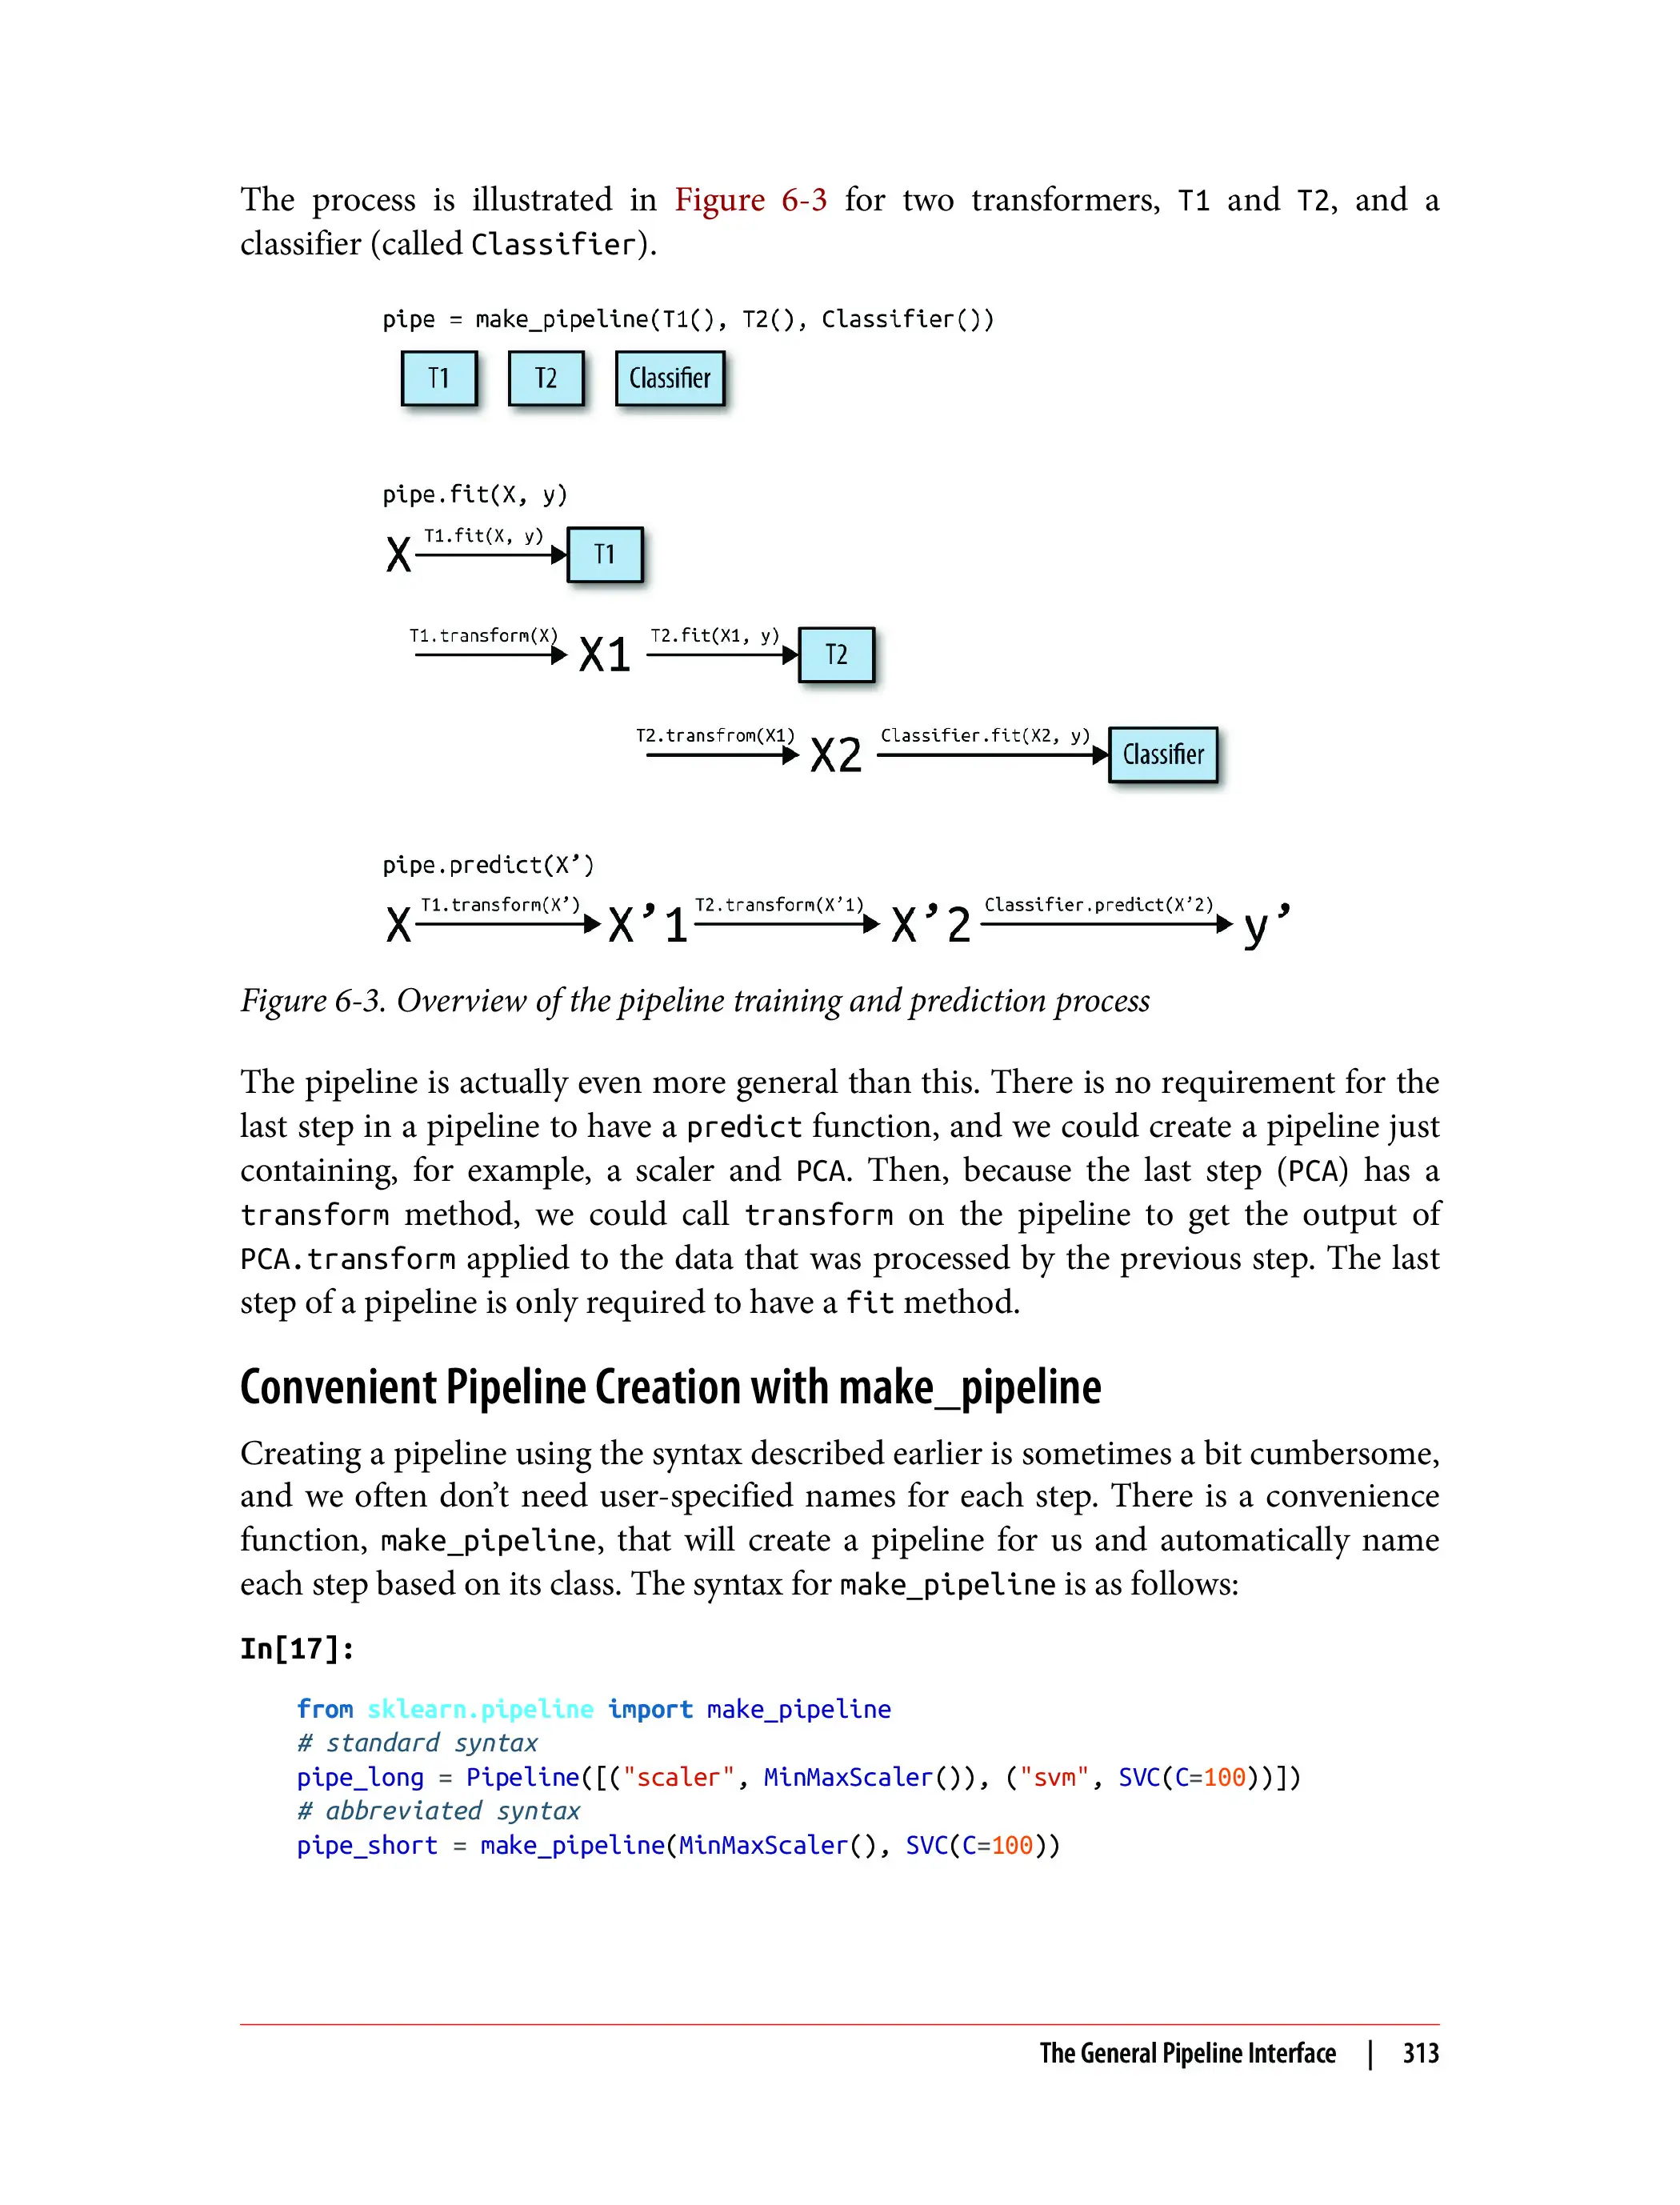 The process is illustrated in Figure 6-3 for two transformers, T1 and T2, and a
classifier (called Classifier).
pipe = make_pipeline(T1(), T2(), Classifier())
T1 T2 Classifier
pipe.fit(X, y)
X T1.fit(X, y) T1
T1.transform(X) X1 T2.fit(X1, y) T2
T2.transfrom(X1) X2 Classifier.fit(X2, y) Classifier
pipe.predict(X’)
X T1.transform(X’) X’1 T2.transform(X’1) X’2 Classifier.predict(X’2) y’
Figure 6-3. Overview of the pipeline training and prediction process
The pipeline is actually even more general than this. There is no requirement for the
last step in a pipeline to have a predict function, and we could create a pipeline just
containing, for example, a scaler and PCA. Then, because the last step (PCA) has a
transform method, we could call transform on the pipeline to get the output of
PCA.transform applied to the data that was processed by the previous step. The last
step of a pipeline is only required to have a fit method.
Convenient Pipeline Creation with make_pipeline
Creating a pipeline using the syntax described earlier is sometimes a bit cumbersome,
and we often don’t need user-specified names for each step. There is a convenience
function, make_pipeline, that will create a pipeline for us and automatically name
each step based on its class. The syntax for make_pipeline is as follows:
In[17]:
from sklearn.pipeline import make_pipeline
# standard syntax
pipe_long = Pipeline([("scaler", MinMaxScaler()), ("svm", SVC(C=100))])
# abbreviated syntax
pipe_short = make_pipeline(MinMaxScaler(), SVC(C=100))
The General Pipeline Interface | 313